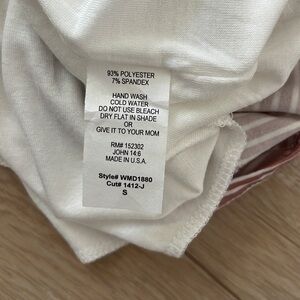 93% POLYESTER
7% SPANDEX
HAND WASH
COLD WATER
DO NOT USE BLEACH
DRY FLAT IN SHADE
OR
GIVE IT TO YOUR MOM
RM# 152302
JOHN 14:6
MADE IN U.S.A.
Style# WMD1880
Cut# 1412-J
S